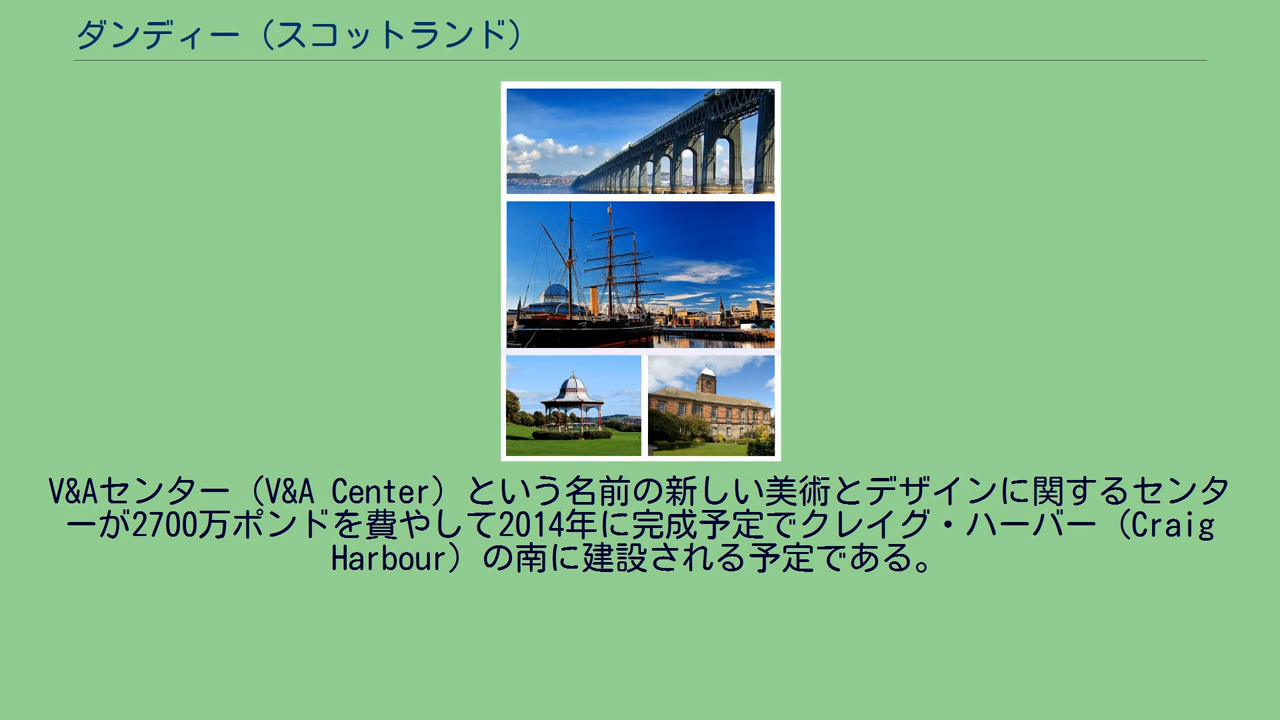 ダンディー（スコットランド）
V&Aセンター（V&A Center）という名前の新しい美術とデザインに関するセンタ
ーが2700万ポンドを費やして2014年に完成予定でクレイグ・ハーバー（Craig
Harbour）の南に建設される予定である。